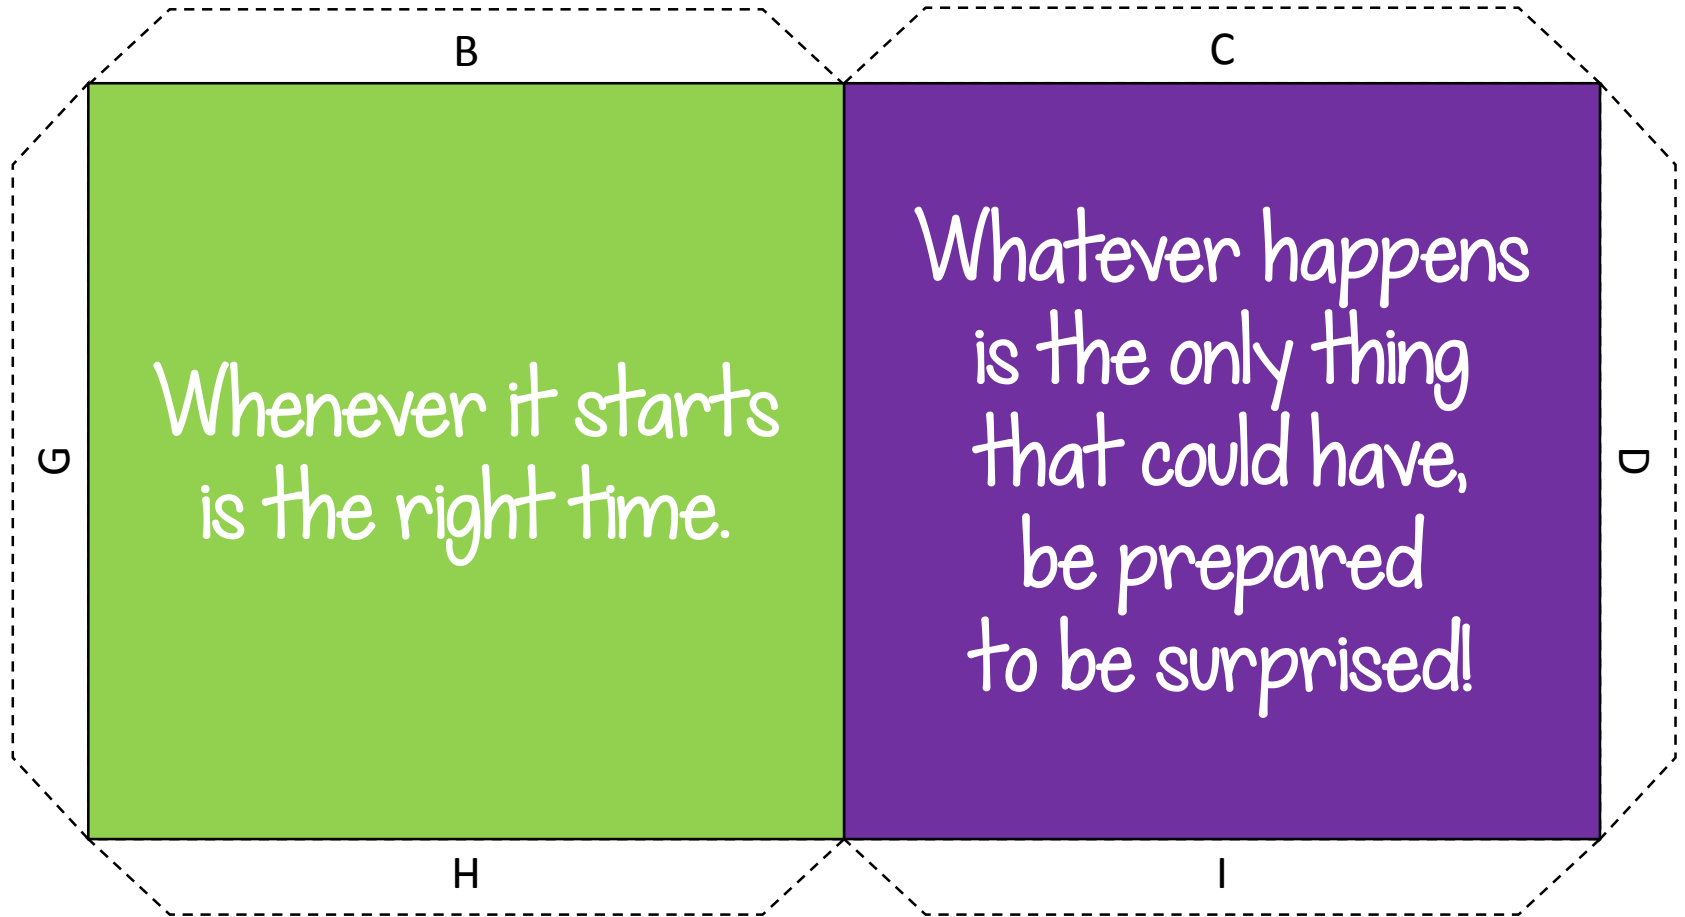 B
C
G
Whenever it starts
is the right time.
Whatever happens
is the only thing
that could have,
be prepared
to be surprised!
D
H
I